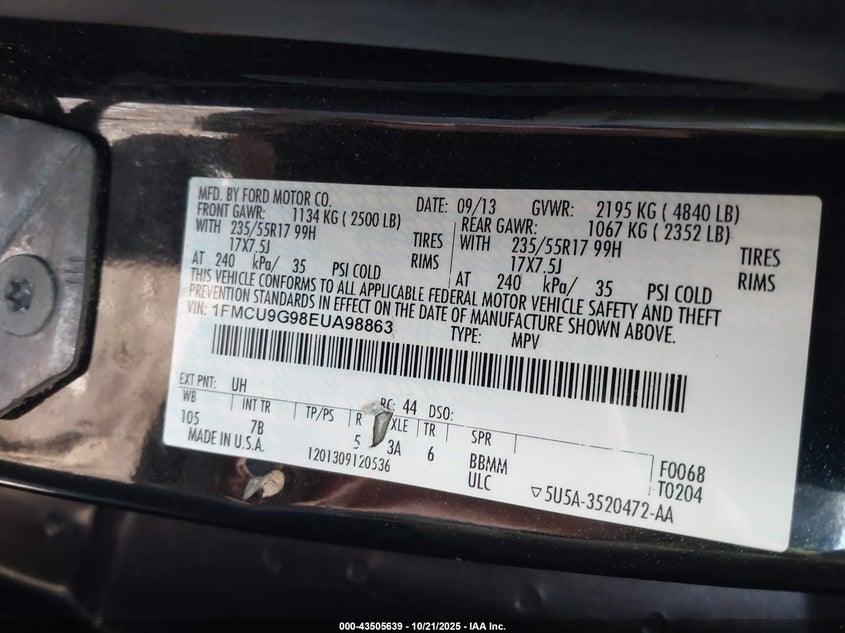 MFD. BY FORD MOTOR CO. DATE: 09/13 GVWR: 2195 KG ( 4840 LB)
FRONT GAWR: 1134 KG ( 2500 LB) REAR GAWR: 1067 KG ( 2352 LB)
WITH 235/55R17 99H TIRES WITH 235/55R17 99H TIRES
17X7.5J RIMS 17X7.5J RIMS
AT 240 kPa/ 35 PSI COLD AT 240 kPa/ 35 PSI COLD
THIS VEHICLE CONFORMS TO ALL APPLICABLE FEDERAL MOTOR VEHICLE SAFETY AND THEFT
PREVENTION STANDARDS IN EFFECT ON THE DATE OF MANUFACTURE SHOWN ABOVE.
VIN: 1FMCU9G98EUA98863 TYPE: MPV
EXT PNT: UH RC: 44 DSO:
WB INT TR TP/PS R XLE TR SPR
105 7B 5 3A 6 BBMM F0068
MADE IN U.S.A. 1201309120536 ULC T0204
▽5U5A-3520472-AA
000-43505639 - 10/21/2025 - IAA Inc.